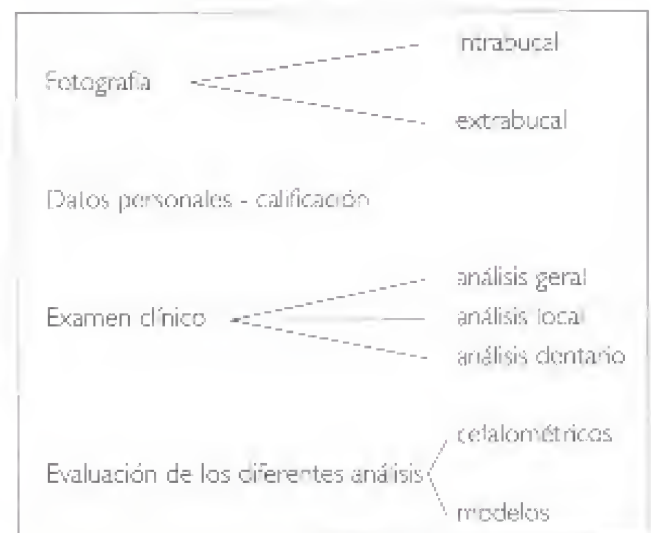 intrabucal
Fotografía
extrabucal
Datos personales - calificación
análisis geral
Examen clínico
análisis local
análisis dentario
cefalométricos
Evaluación de los diferentes análisis
modelos